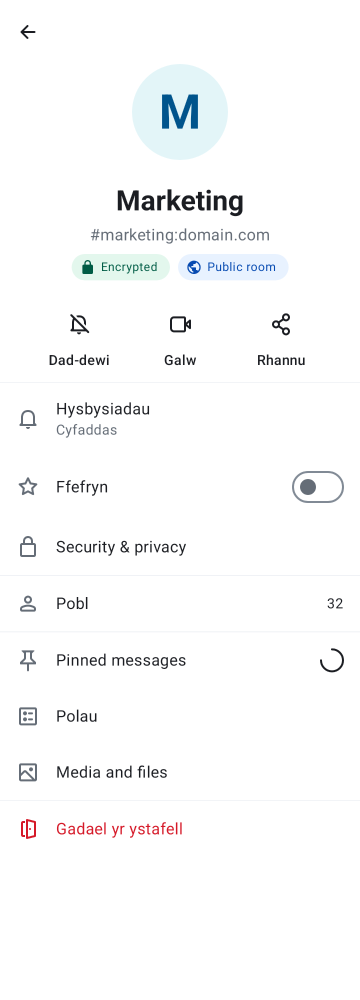 M
Marketing
#marketing:domain.com
Encrypted
Public room
Dad-dewi
Galw
Rhannu
Hysbysiadau
Cyfaddas
Ffefryn
Security & privacy
Pobl
32
Pinned messages
Polau
Media and files
Gadael yr ystafell